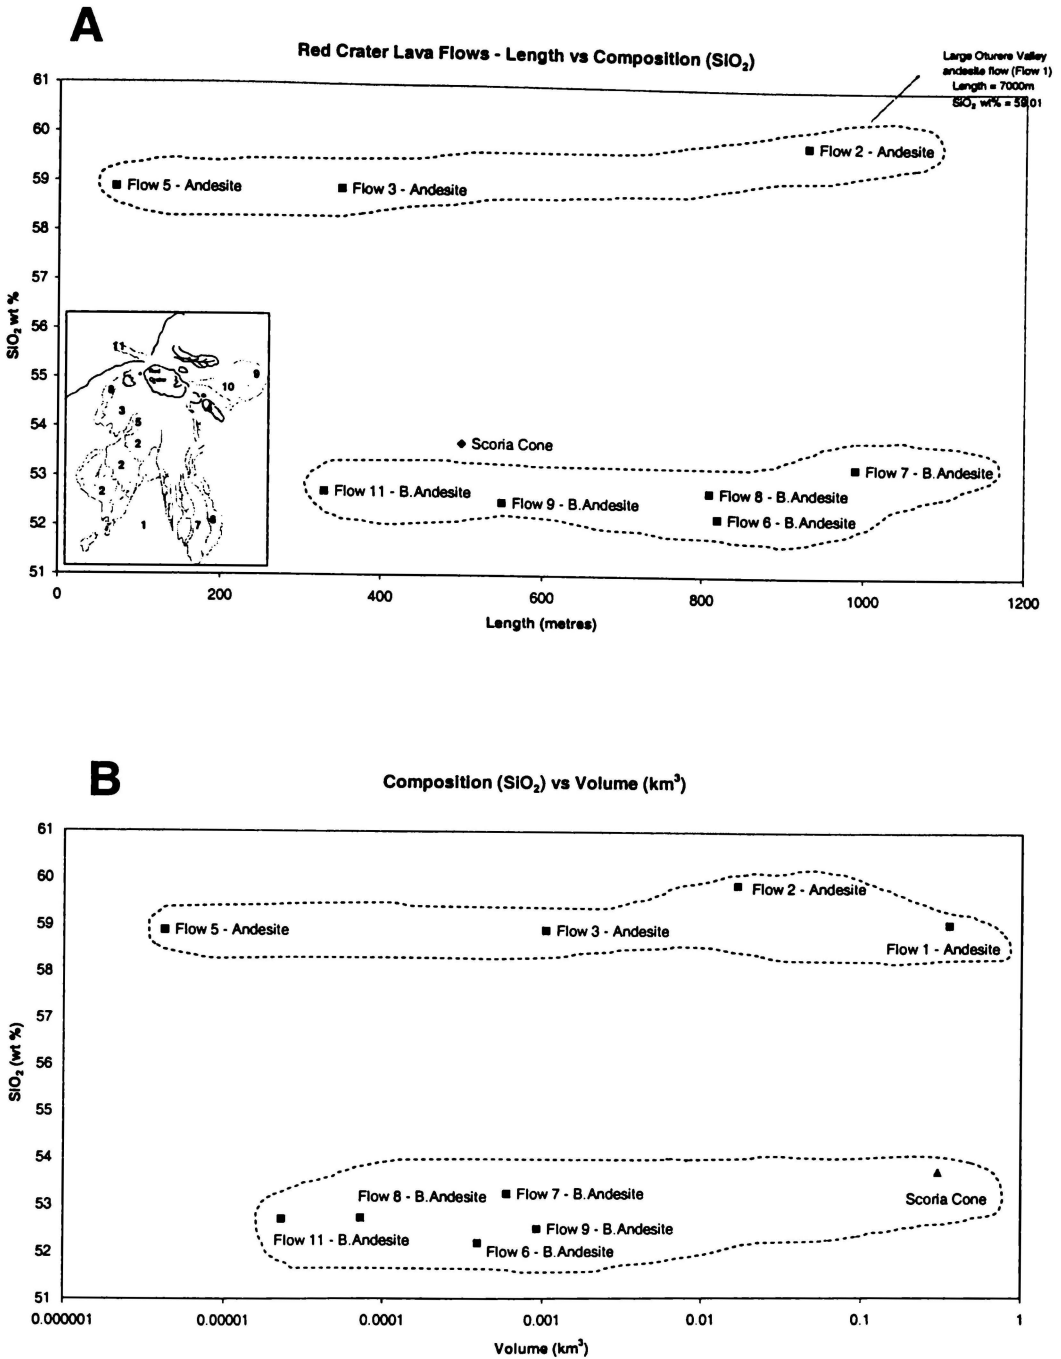 A
Red Crater Lava Flows - Length vs Composition (SiO₂)
Large Oturere Valley
andesite flow (Flow 1)
Length = 7000m
SiO₂ wt% = 59.01
61
60
59
58
57
56
55
54
53
52
51
SiO₂ wt %
Flow 2 - Andesite
Flow 5 - Andesite
Flow 3 - Andesite
Scoria Cone
Flow 7 - B.Andesite
Flow 11 - B.Andesite
Flow 8 - B.Andesite
Flow 9 - B.Andesite
Flow 6 - B.Andesite
11
9
10
3
5
2
2
2
1
7
6
0
200
400
600
800
1000
1200
Length (metres)
B
Composition (SiO₂) vs Volume (km³)
61
60
59
58
57
56
55
54
53
52
51
SiO₂ (wt %)
Flow 2 - Andesite
Flow 5 - Andesite
Flow 3 - Andesite
Flow 1 - Andesite
Flow 8 - B.Andesite
Flow 7 - B.Andesite
Scoria Cone
Flow 11 - B.Andesite
Flow 9 - B.Andesite
Flow 6 - B.Andesite
0.000001
0.00001
0.0001
0.001
0.01
0.1
1
Volume (km³)